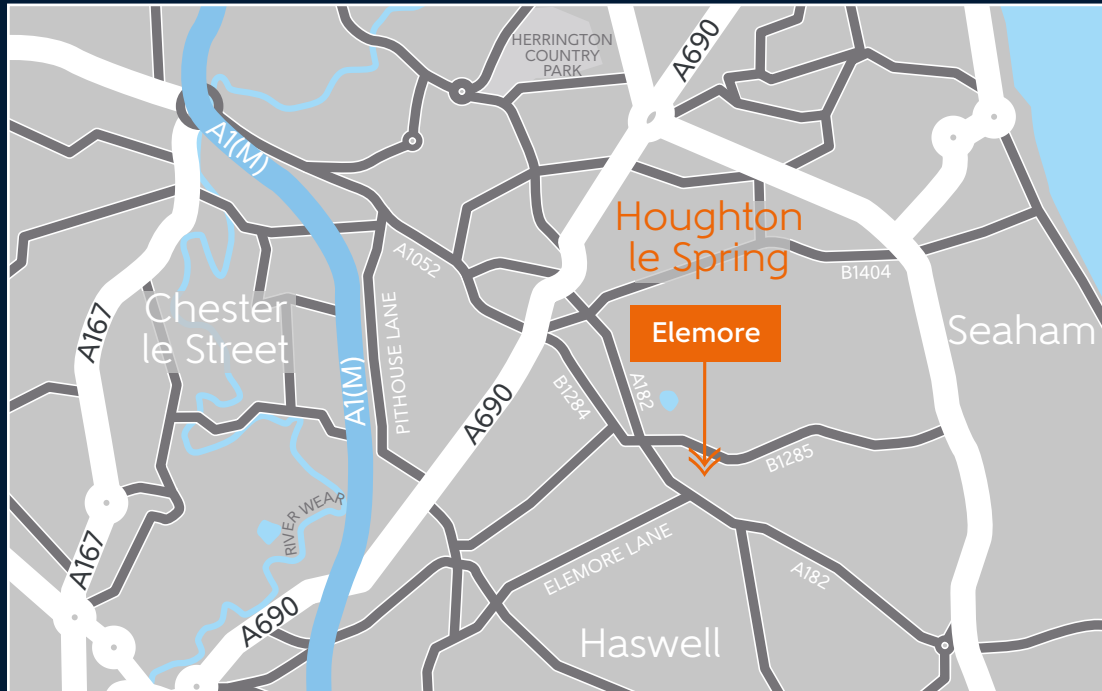 HERRINGTON
COUNTRY
PARK
A690
A1(M)
Houghton
le Spring
A1052
B1404
Chester
le Street
A167
PITHOUSE LANE
A1(M)
Elemore
Seaham
A182
B1284
A690
B1285
RIVER WEAR
A167
ELEMORE LANE
A182
A690
Haswell